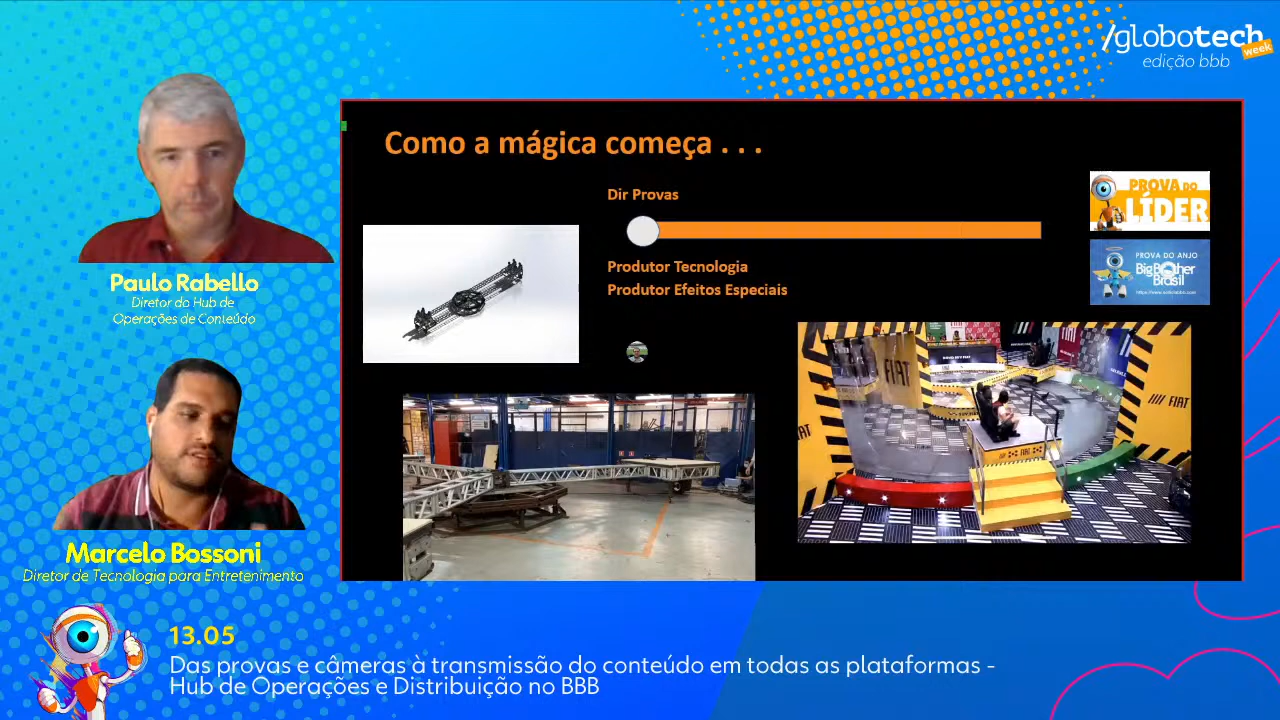 /globotech
week
edição bbb
Como a mágica começa . . .
Dir Provas
PROVA DO
LÍDER
PROVA DO ANJO
Big Brother
Brasil
Produtor Tecnologia
Produtor Efeitos Especiais
FIAT
FIAT
FIAT
Paulo Rabello
Diretor do Hub de
Operações de Conteúdo
Marcelo Bossoni
Diretor de Tecnologia para Entretenimento
13.05
Das provas e câmeras à transmissão do conteúdo em todas as plataformas -
Hub de Operações e Distribuição no BBB